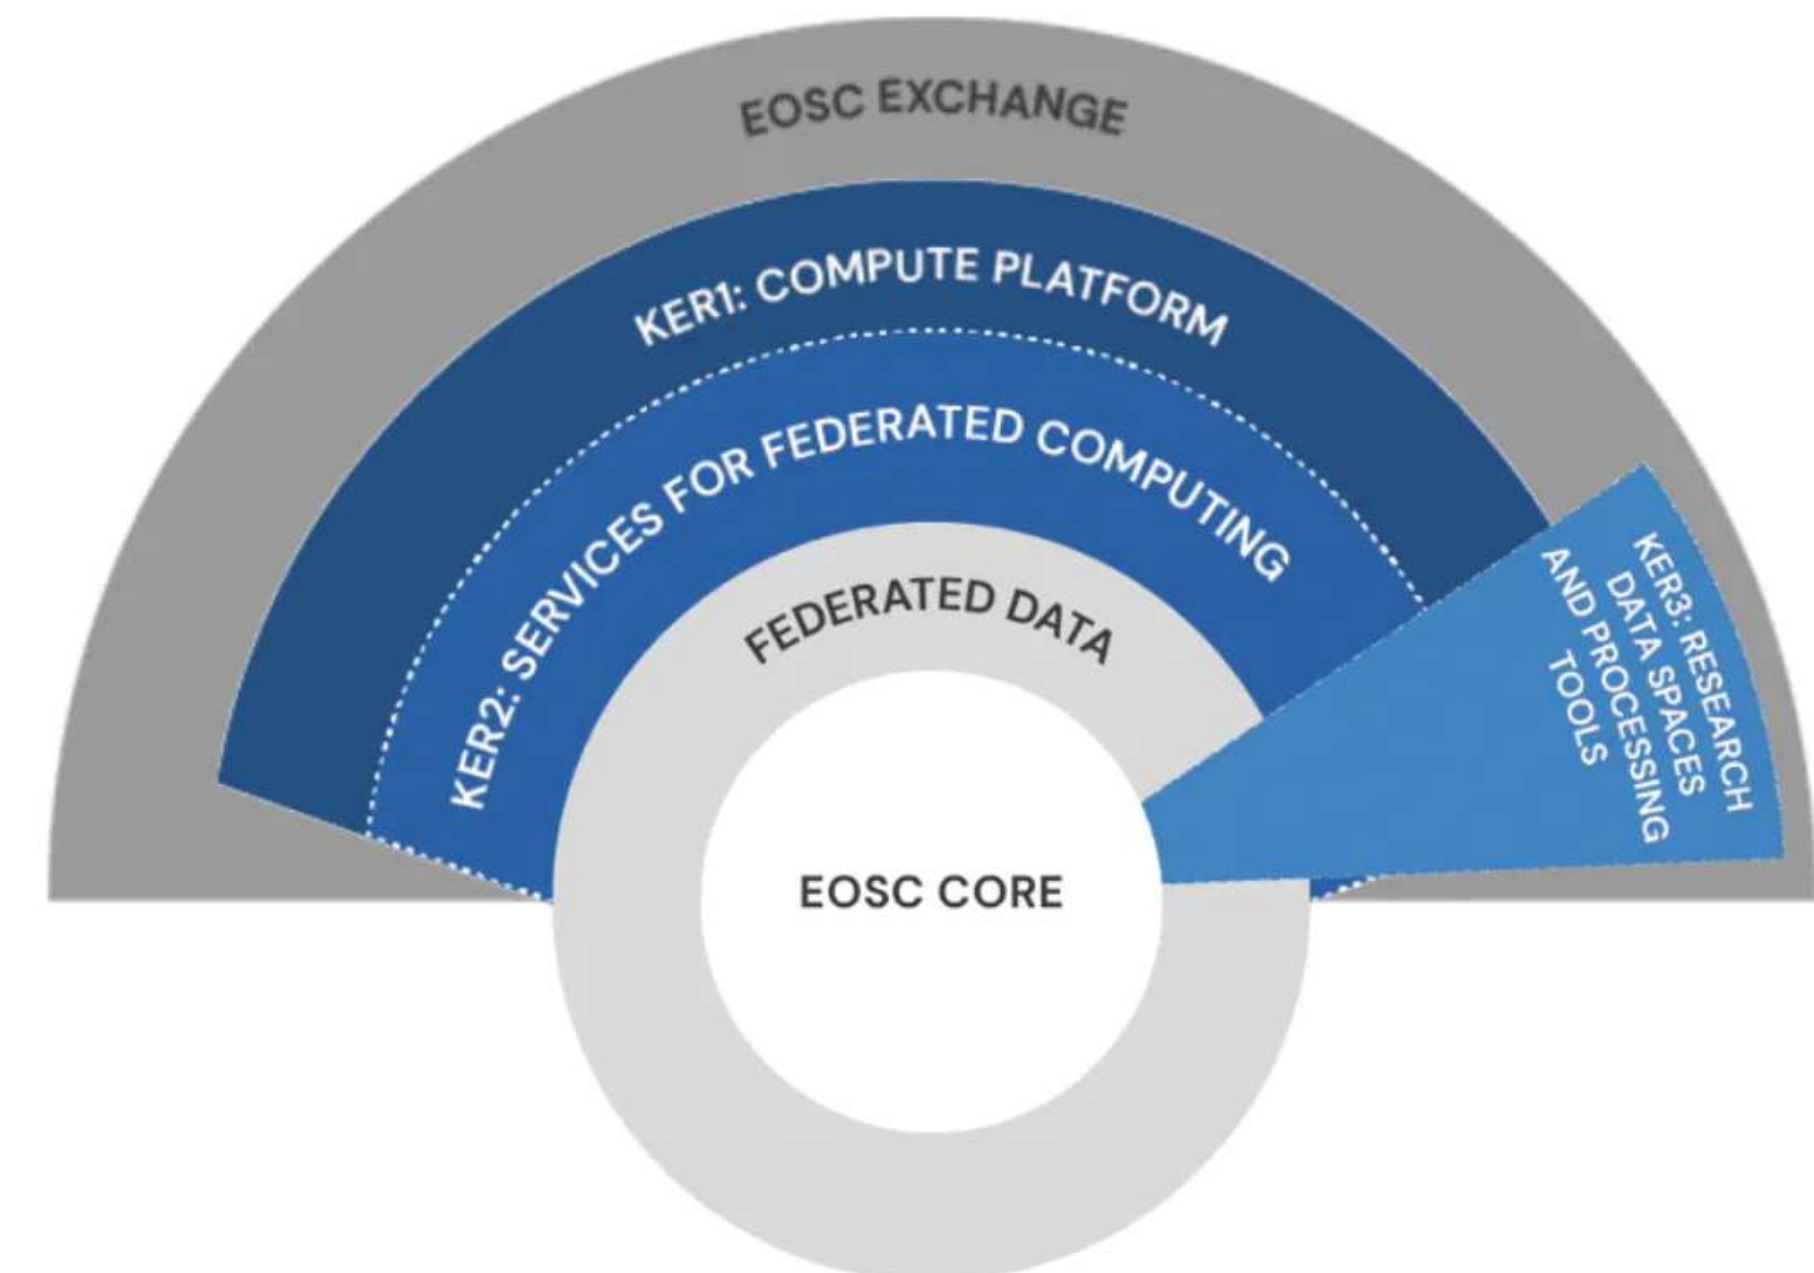 EOSC EXCHANGE
KER1: COMPUTE PLATFORM
KER2: SERVICES FOR FEDERATED COMPUTING
FEDERATED DATA
KER3: RESEARCH
DATA SPACES
AND PROCESSING
TOOLS
EOSC CORE